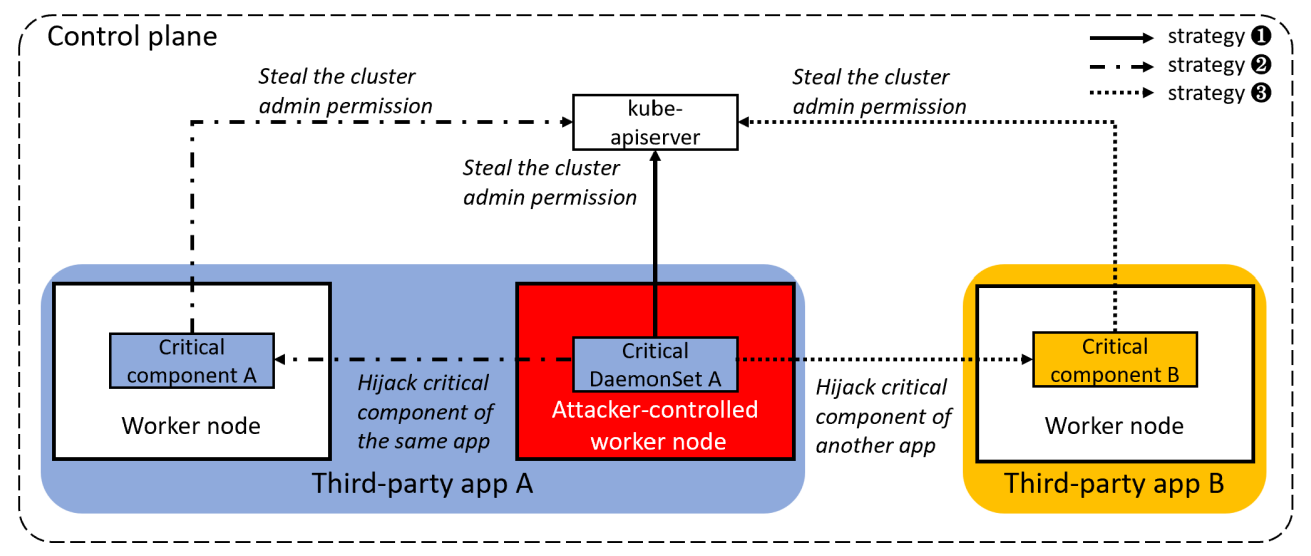 Control plane
strategy ❶
strategy ❷
strategy ❸
Steal the cluster
admin permission
Steal the cluster
admin permission
kube-
apiserver
Steal the cluster
admin permission
Critical
component A
Worker node
Hijack critical
component of
the same app
Critical
DaemonSet A
Attacker-controlled
worker node
Hijack critical
component of
another app
Critical
component B
Worker node
Third-party app A
Third-party app B